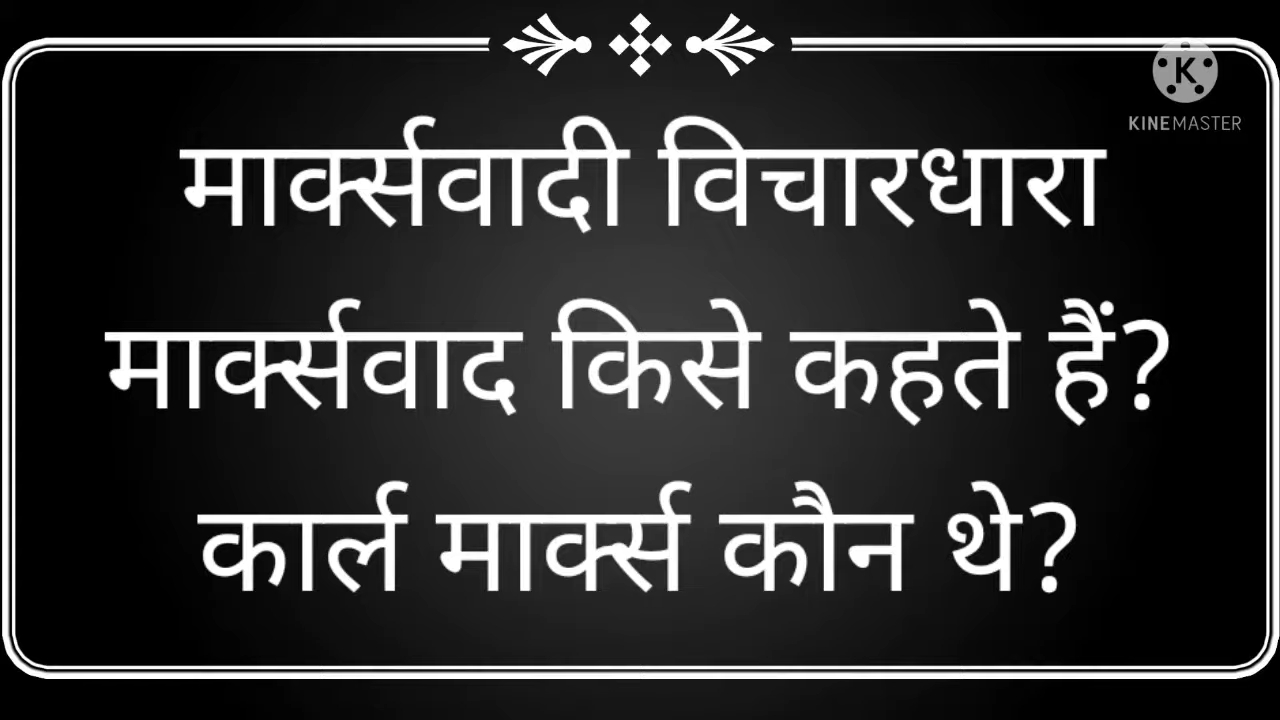 K
KINEMASTER
मार्क्सवादी विचारधारा
मार्क्सवाद किसे कहते हैं?
कार्ल मार्क्स कौन थे?